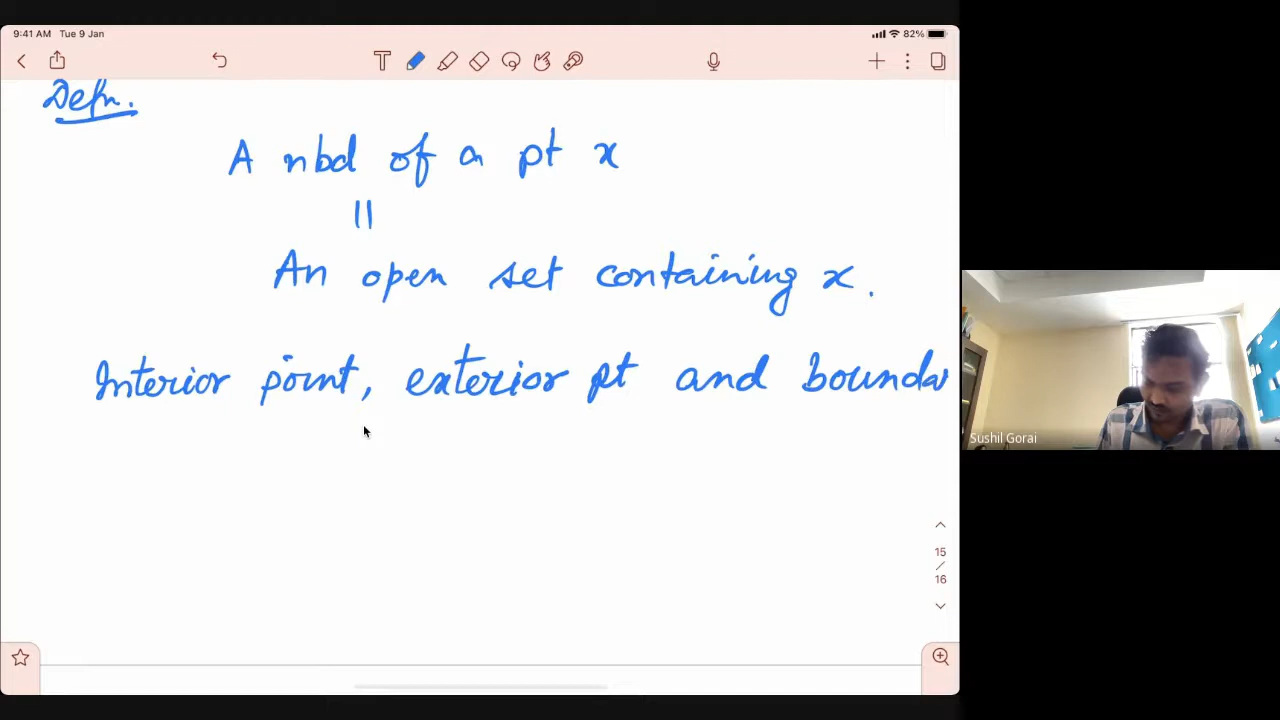 9:41 AM Tue 9 Jan
82%
Defn.
A nbd of a pt x
||
An open set containing x.
Interior point, exterior pt and boundar
15
/
16
Sushil Gorai